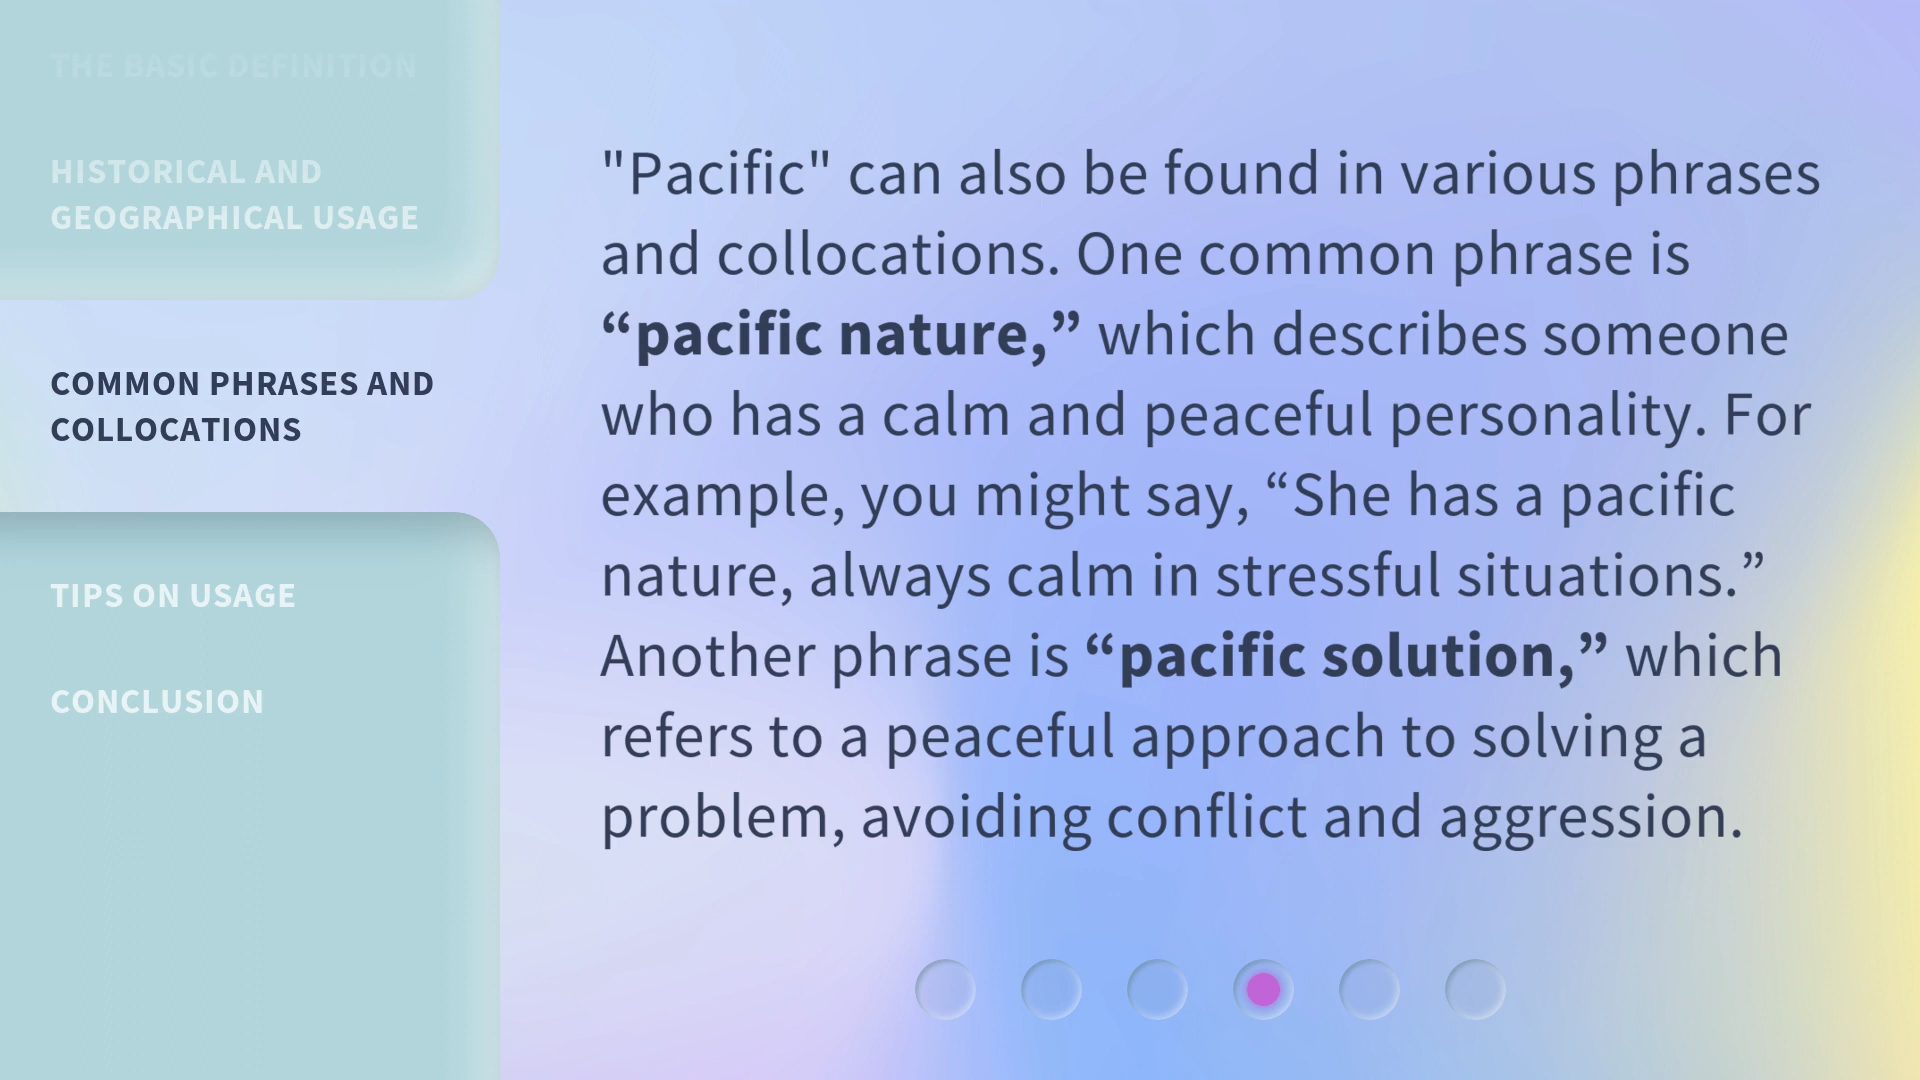 THE BASIC DEFINITION
HISTORICAL AND
GEOGRAPHICAL USAGE
COMMON PHRASES AND
COLLOCATIONS
TIPS ON USAGE
CONCLUSION
"Pacific" can also be found in various phrases
and collocations. One common phrase is
“pacific nature,” which describes someone
who has a calm and peaceful personality. For
example, you might say, “She has a pacific
nature, always calm in stressful situations.”
Another phrase is “pacific solution,” which
refers to a peaceful approach to solving a
problem, avoiding conflict and aggression.